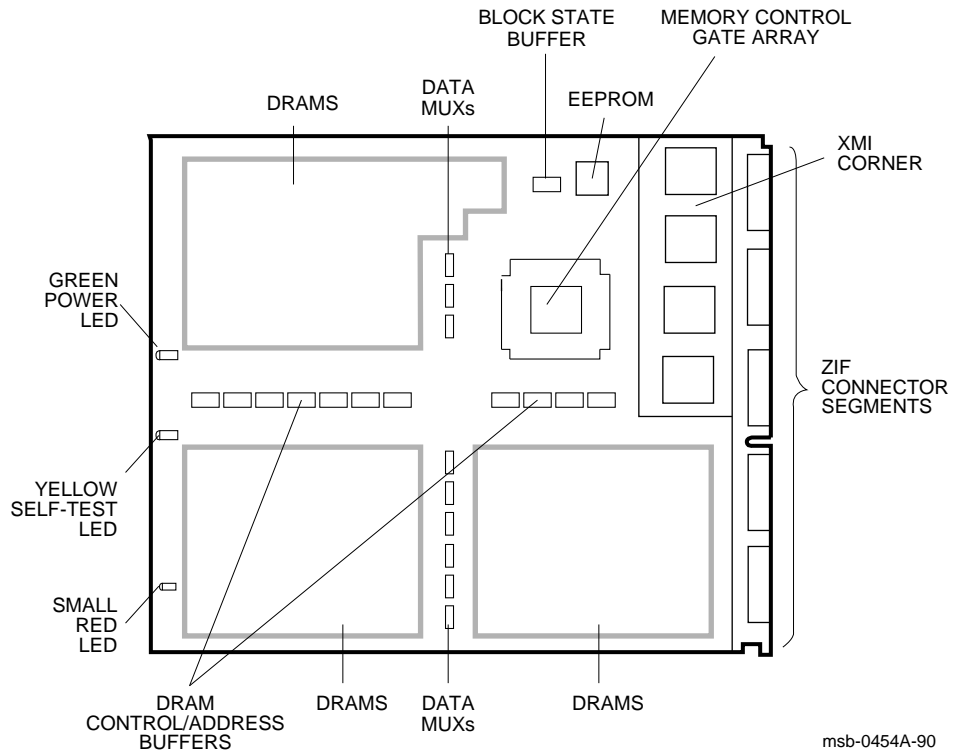 BLOCK STATE
BUFFER
MEMORY CONTROL
GATE ARRAY
DRAMS
DATA
MUXs
EEPROM
XMI
CORNER
GREEN
POWER
LED
ZIF
CONNECTOR
SEGMENTS
YELLOW
SELF-TEST
LED
SMALL
RED
LED
DRAM
CONTROL/ADDRESS
BUFFERS
DRAMS
DATA
MUXs
DRAMS
msb-0454A-90